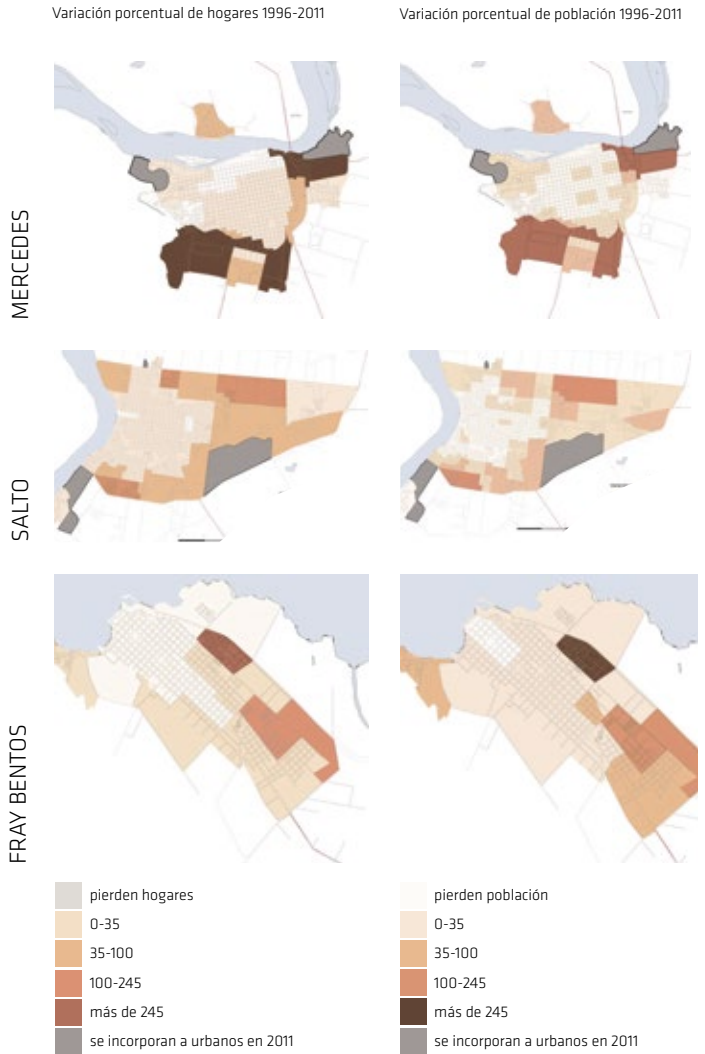 Variación porcentual de hogares 1996-2011
Variación porcentual de población 1996-2011
MERCEDES
SALTO
FRAY BENTOS
pierden hogares
0-35
35-100
100-245
más de 245
se incorporan a urbanos en 2011
pierden población
0-35
35-100
100-245
más de 245
se incorporan a urbanos en 2011